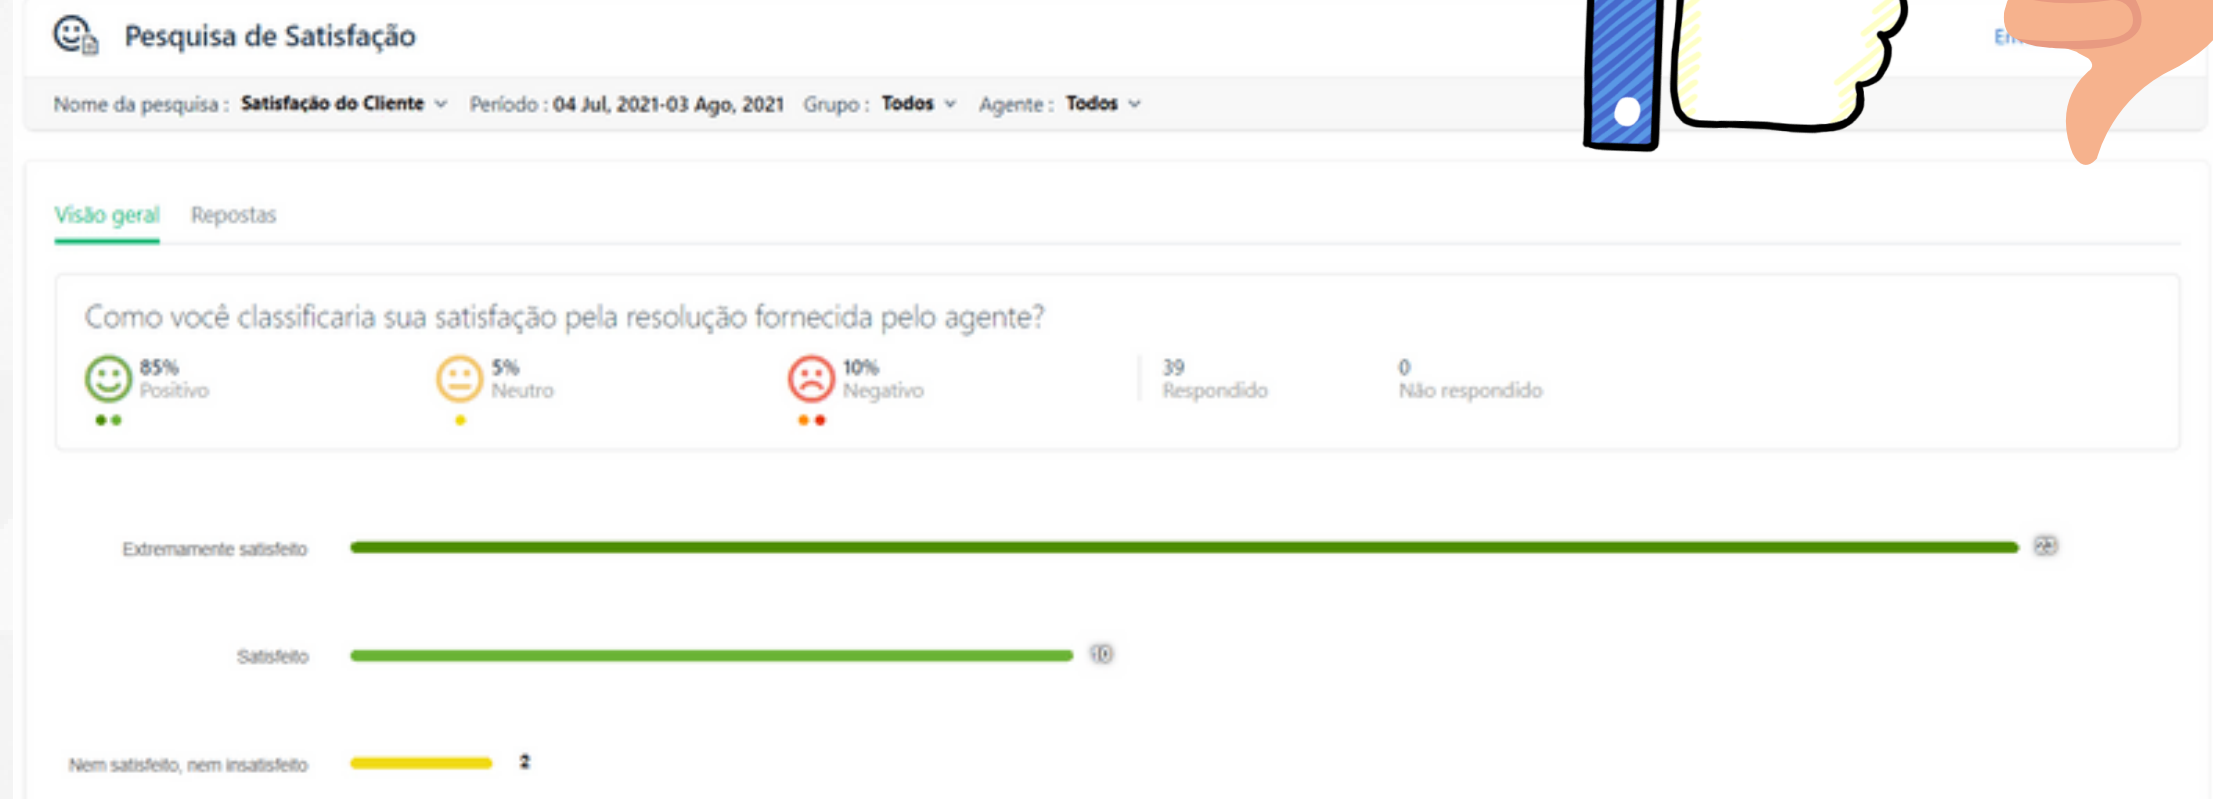 Pesquisa de Satisfação
Nome da pesquisa : Satisfação do Cliente Período : 04 Jul, 2021-03 Ago, 2021 Grupo : Todos Agente : Todos
Visão geral Repostas
Como você classificaria sua satisfação pela resolução fornecida pelo agente?
85% 5% 10% 39 0
Positivo Neutro Negativo Respondido Não respondido
Extremamente satisfeito
Satisfeito 10
Nem satisfeito, nem insatisfeito 2